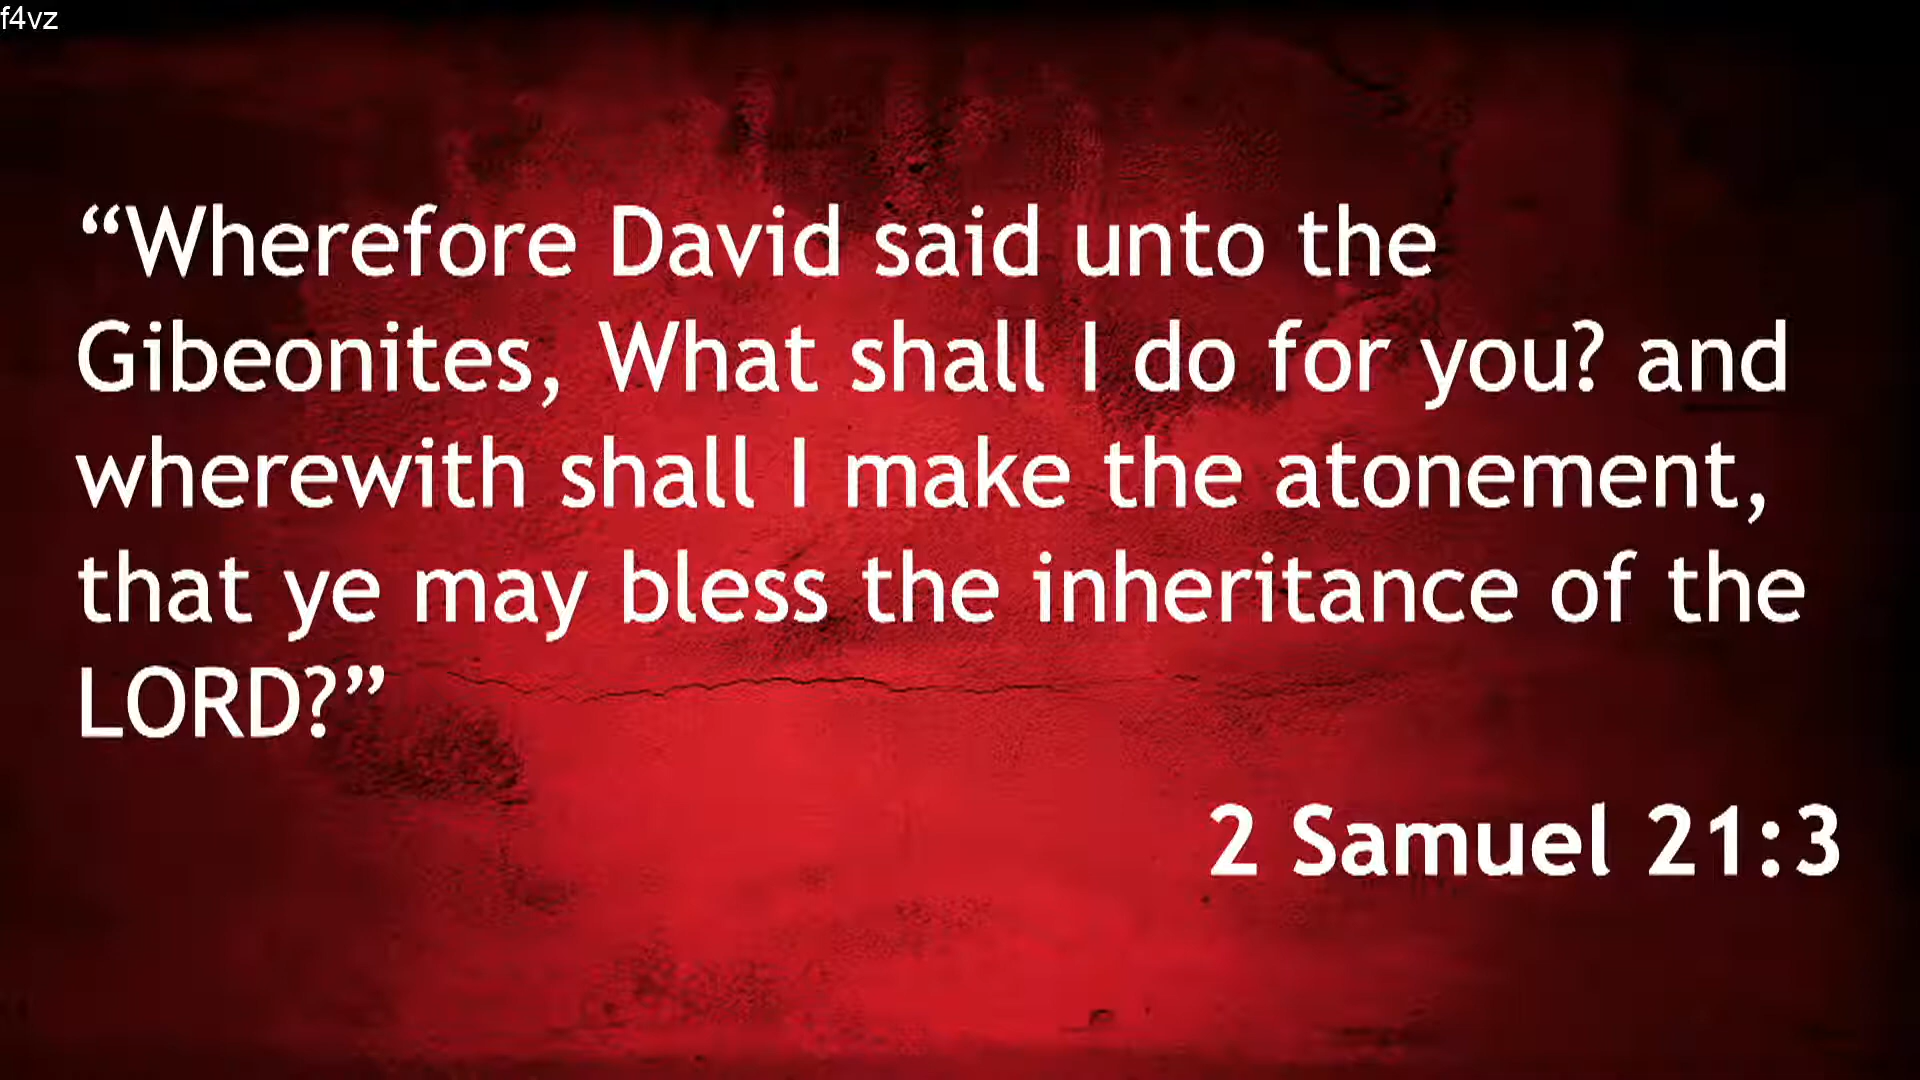 f4vz
“Wherefore David said unto the
Gibeonites, What shall I do for you? and
wherewith shall I make the atonement,
that ye may bless the inheritance of the
LORD?”
2 Samuel 21:3